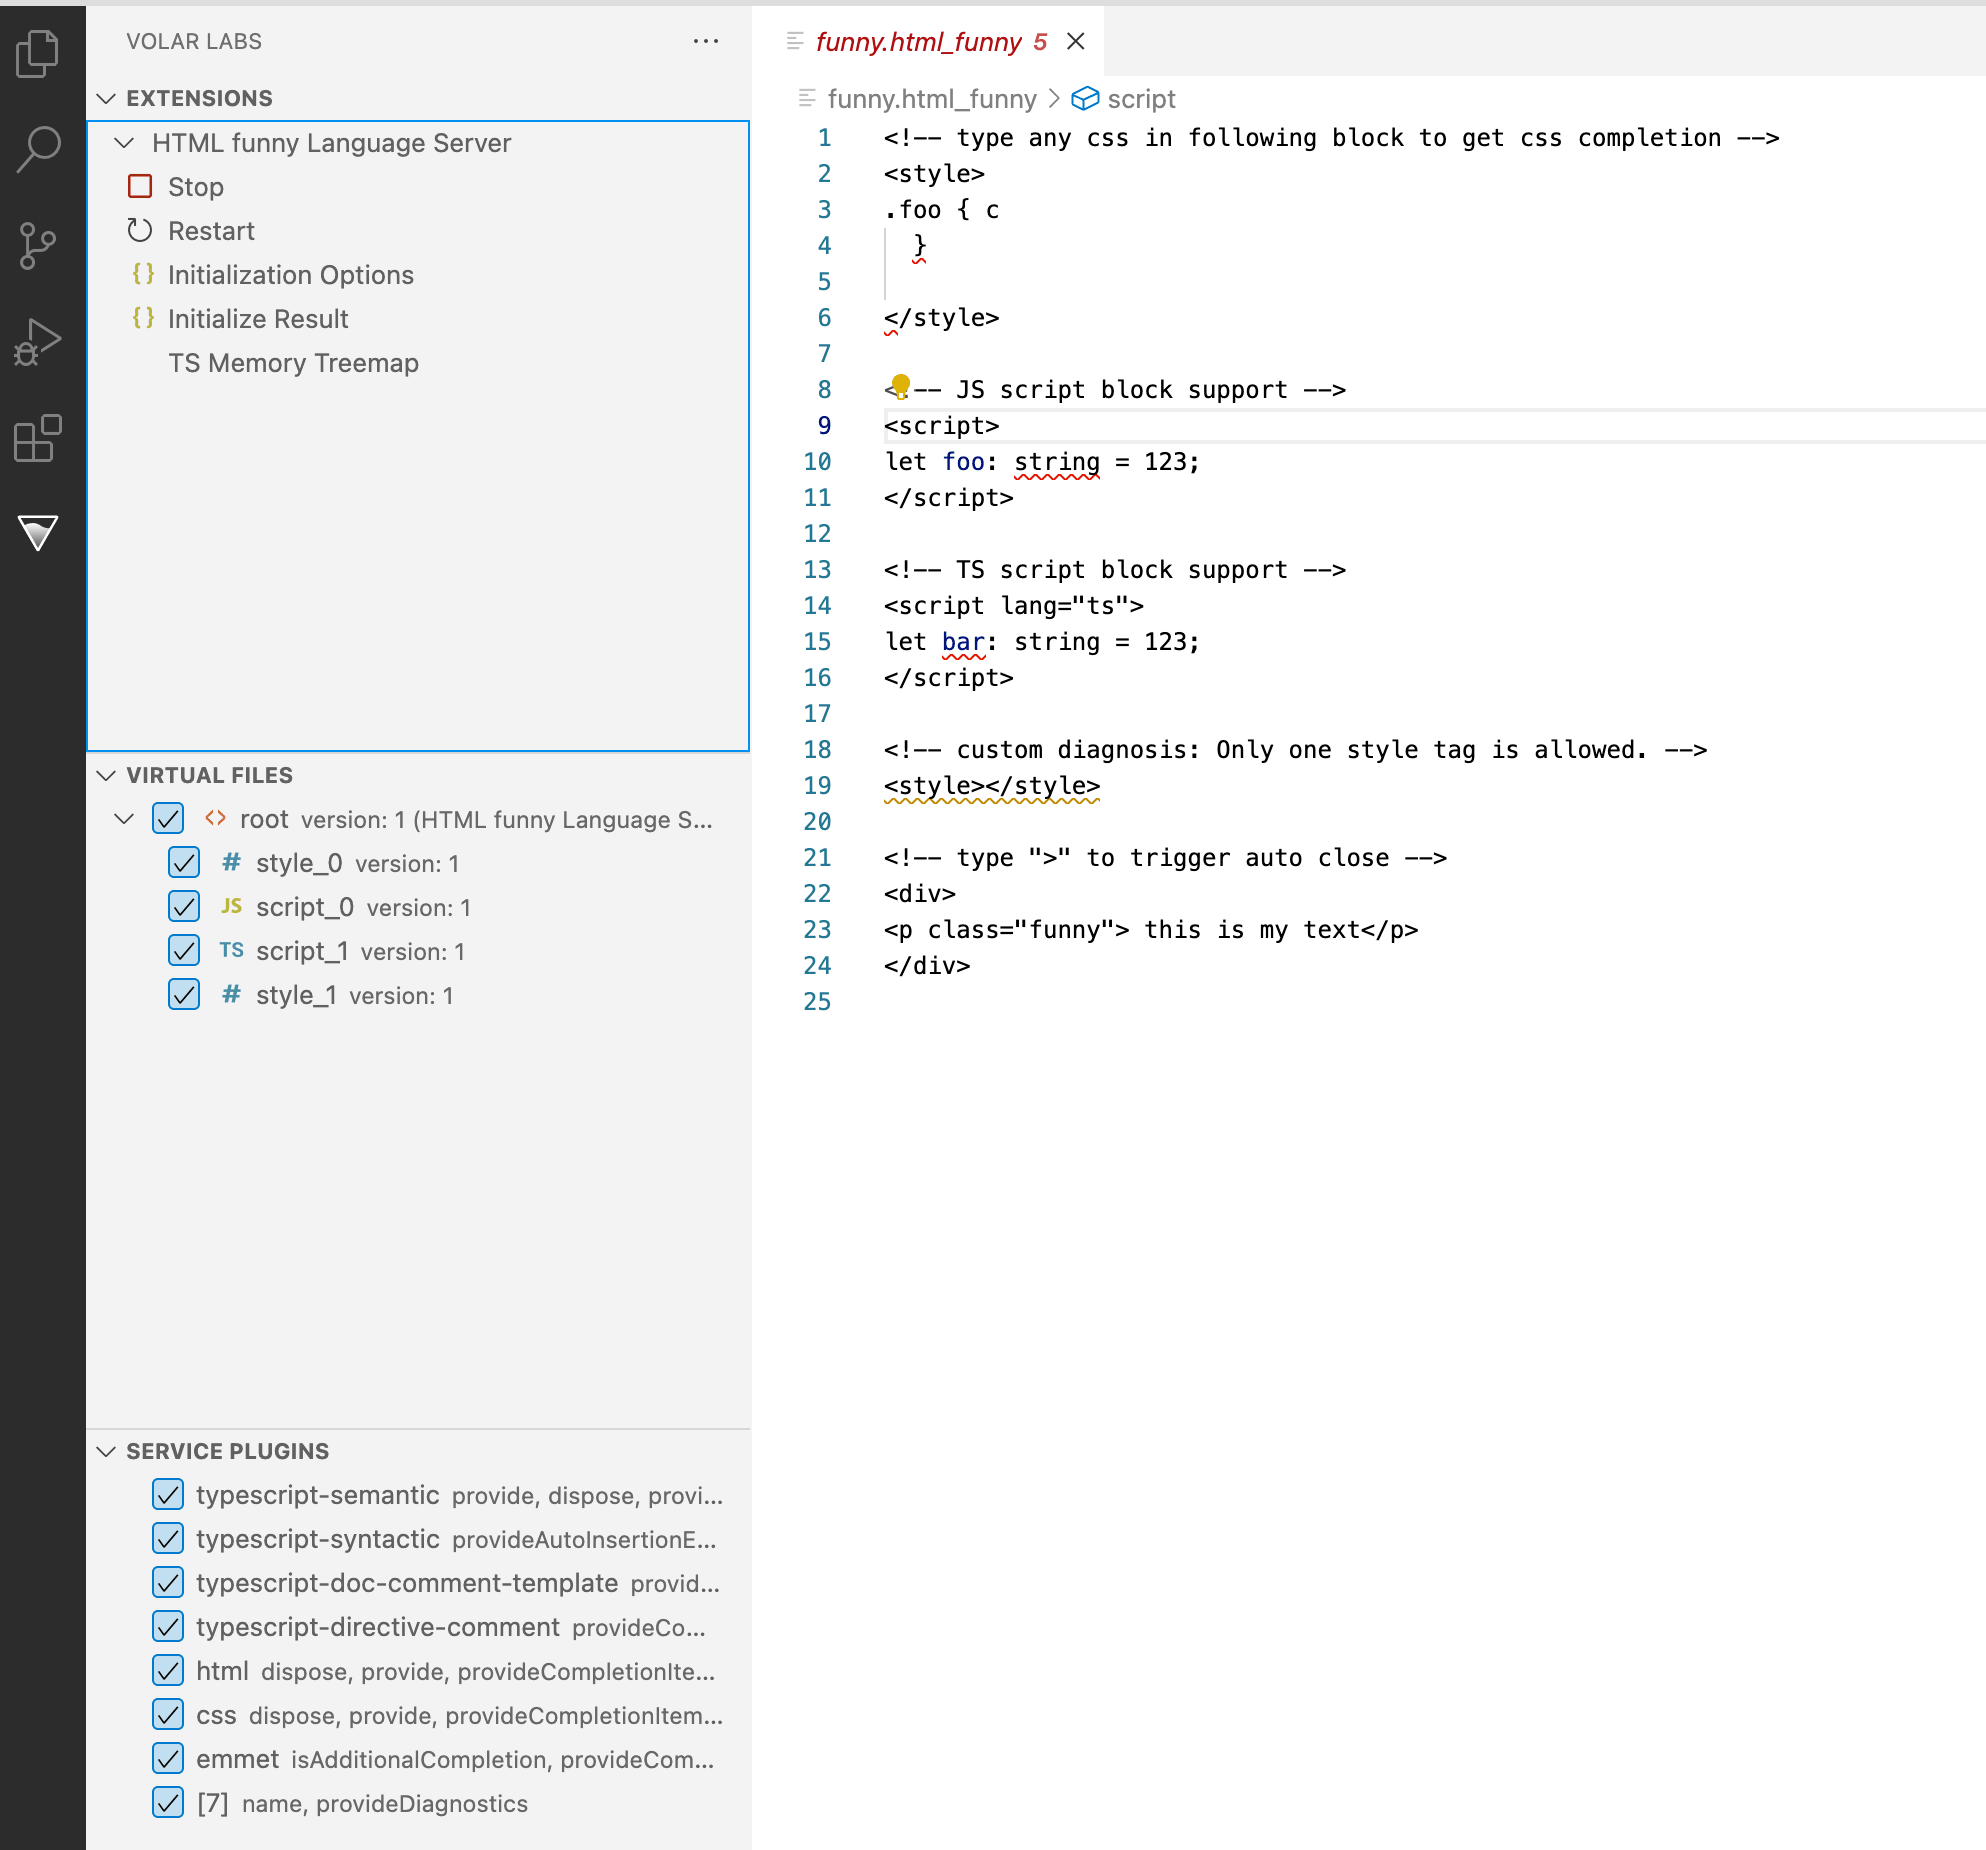 VOLAR LABS
EXTENSIONS
HTML funny Language Server
Stop
Restart
{} Initialization Options
{} Initialize Result
TS Memory Treemap
VIRTUAL FILES
<> root version: 1 (HTML funny Language S...
# style_0 version: 1
JS script_0 version: 1
TS script_1 version: 1
# style_1 version: 1
SERVICE PLUGINS
typescript-semantic provide, dispose, provi...
typescript-syntactic provideAutoInsertionE...
typescript-doc-comment-template provid...
typescript-directive-comment provideCo...
html dispose, provide, provideCompletionIte...
css dispose, provide, provideCompletionItem...
emmet isAdditionalCompletion, provideCom...
[7] name, provideDiagnostics
funny.html_funny 5
funny.html_funny > script
1 <!-- type any css in following block to get css completion -->
2 <style>
3 .foo { c
4 }
5
6 </style>
7
8 <!-- JS script block support -->
9 <script>
10 let foo: string = 123;
11 </script>
12
13 <!-- TS script block support -->
14 <script lang="ts">
15 let bar: string = 123;
16 </script>
17
18 <!-- custom diagnosis: Only one style tag is allowed. -->
19 <style></style>
20
21 <!-- type ">" to trigger auto close -->
22 <div>
23 <p class="funny"> this is my text</p>
24 </div>
25